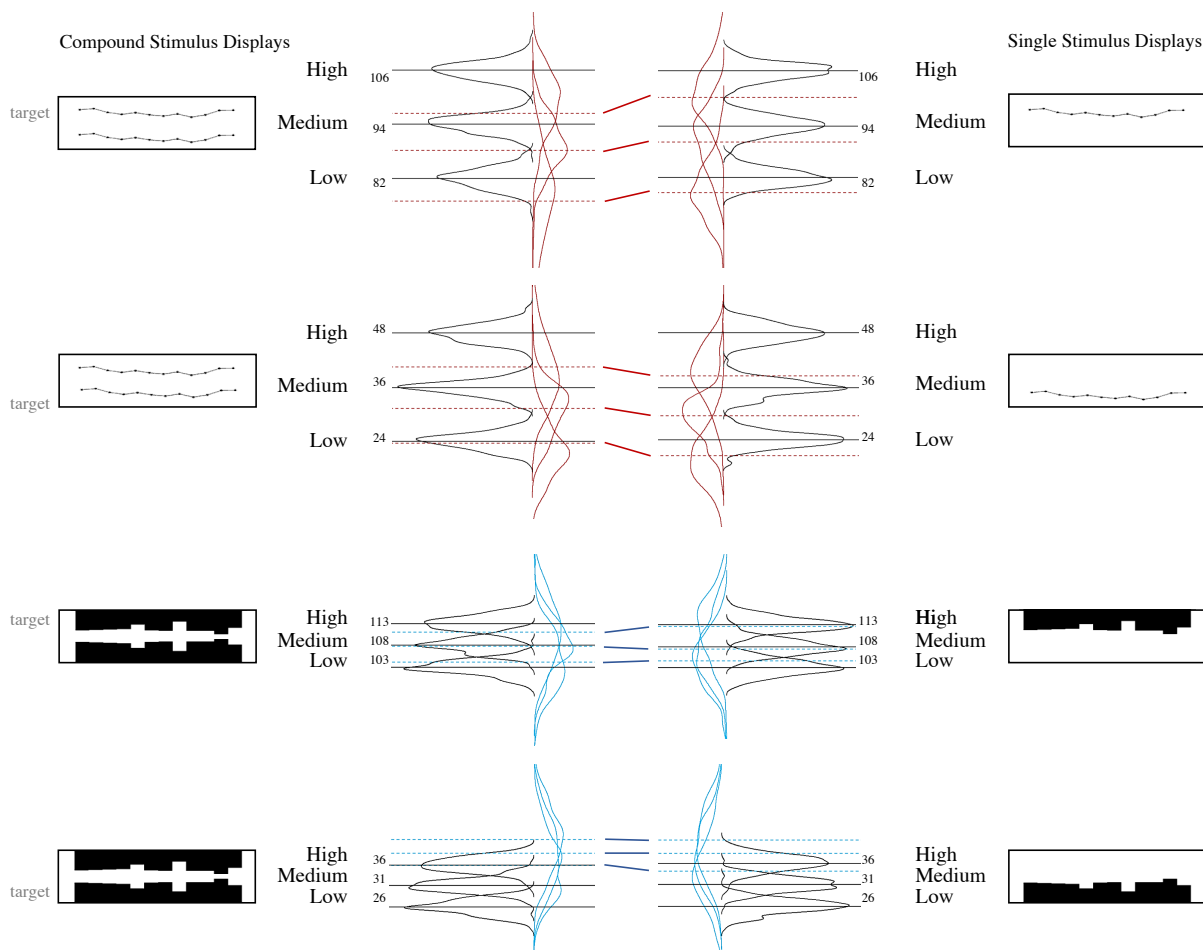 Compound Stimulus Displays
Single Stimulus Displays
High
106
106
High
target
Medium
94
94
Medium
Low
82
82
Low
High
48
48
High
Medium
36
36
Medium
target
Low
24
24
Low
target
High
113
113
High
Medium
108
108
Medium
Low
103
103
Low
High
36
36
High
Medium
31
31
Medium
target
Low
26
26
Low